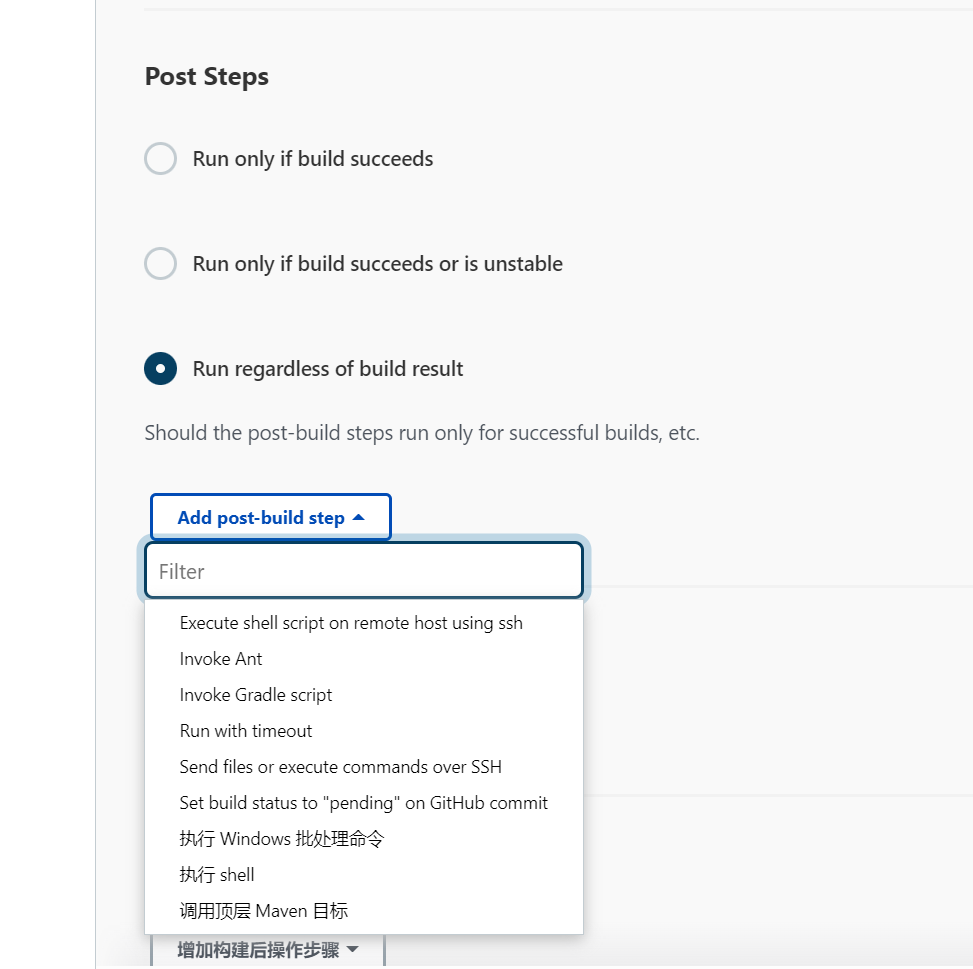 Post Steps
Run only if build succeeds
Run only if build succeeds or is unstable
Run regardless of build result
Should the post-build steps run only for successful builds, etc.
Add post-build step
Filter
Execute shell script on remote host using ssh
Invoke Ant
Invoke Gradle script
Run with timeout
Send files or execute commands over SSH
Set build status to "pending" on GitHub commit
执行 Windows 批处理命令
执行 shell
调用顶层 Maven 目标
增加构建后操作步骤